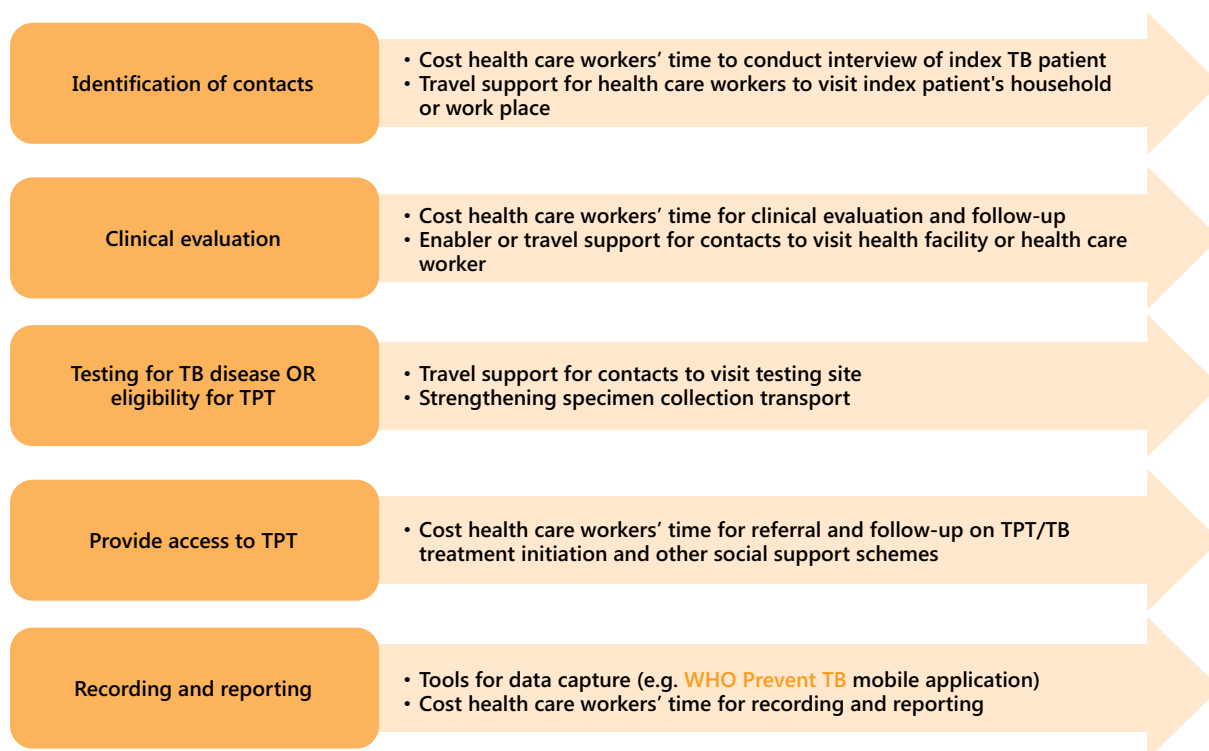 Identification of contacts
• Cost health care workers’ time to conduct interview of index TB patient
• Travel support for health care workers to visit index patient's household
or work place
Clinical evaluation
• Cost health care workers’ time for clinical evaluation and follow-up
• Enabler or travel support for contacts to visit health facility or health care
worker
Testing for TB disease OR
eligibility for TPT
• Travel support for contacts to visit testing site
• Strengthening specimen collection transport
Provide access to TPT
• Cost health care workers’ time for referral and follow-up on TPT/TB
treatment initiation and other social support schemes
Recording and reporting
• Tools for data capture (e.g. WHO Prevent TB mobile application)
• Cost health care workers’ time for recording and reporting